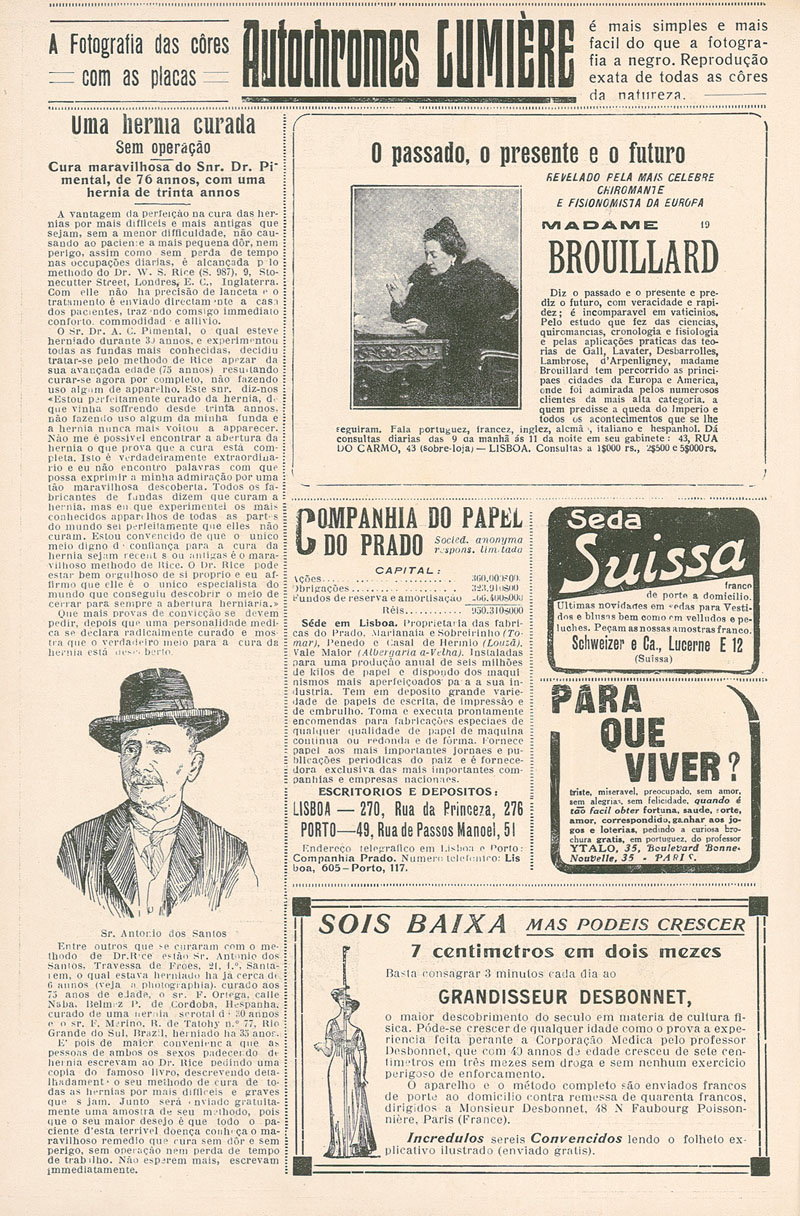 A Fotografia das côres
com as placas
Autochromes LUMIÈRE
é mais simples e mais
facil do que a fotogra-
fia a negro. Reprodução
exata de todas as côres
da natureza.
Uma hernia curada
Sem operação
Cura maravilhosa do Snr. Dr. Pi-
mental, de 76 annos, com uma
hernia de trinta annos
A vantagem da perfeição na cura das her-
nias por mais difficeis e mais antigas que
sejam, sem a menor difficuldade, não cau-
sando ao paciente a mais pequena dôr, nem
perigo, assim como sem perda de tempo
nas occupações diarias, é alcançada p lo
methodo do Dr. W. S. Rice (S. 987), 9, Sto-
necutter Street, Londres, E. C., Inglaterra.
Com elle não ha precisão de lanceta e o
tratamento é enviado directam nte a casa
dos pacientes, traz ndo comsigo immediato
conforto, commodidad e allivio.
O Sr. Dr. A. C. Pimental, o qual esteve
herniado durante 30 annos, e experimentou
todas as fundas mais conhecidas, decidiu
tratar-se pelo methodo de Rice apezar da
sua avançada edade (75 annos) resultando
curar-se agora por completo, não fazendo
uso algum de apparelho. Este snr. diz-nos
«Estou perfeitamente curado da hernia, de
que vinha soffrendo desde trinta annos,
não fazendo uso algum da minha funda e
a hernia nunca mais voltou a apparecer.
Não me é possivel encontrar a abertura da
hernia o que prova que a cura está com-
pleta. Isto é verdadeiramente extraordina-
rio e eu não encontro palavras com que
possa exprimir a minha admiração por uma
tão maravilhosa descoberta. Todos os fa-
bricantes de fundas dizem que curam a
hernia, mas eu que experimentei os mais
conhecidos apparelhos de todas as partes
do mundo sei perfeitamente que elles não
curam. Estou convencido de que o unico
meio digno d confiança para a cura da
hernia sejam recent s ou antigas é o mara-
vilhoso methodo de Rice. O Dr. Rice póde
estar bem orgulhoso de si proprio e eu af-
firmo que elle é o unico especialista do
mundo que conseguiu descobrir o meio de
cerrar para sempre a abertura herniaria.»
Que mais provas de convicção se devem
pedir, depois que uma personalidade medi-
ca se declara radicalmente curado e mos-
tra que o verdadeiro meio para a cura da
hernia está descoberto.
Sr. Antonio dos Santos
Entre outros que se curaram com o me-
thodo de Dr.Rice estão Sr. Antonio dos
Santos, Travessa de Froes, 21, 1.º, Santa-
rem, o qual estava herniado ha já cerca de
6 annos (veja a photographia). curado aos
75 anos de edade, o sr. F. Ortega, calle
Naba, Belmez P. de Cordoba, Hespanha,
curado de uma hernia scrotal d 30 annos
e o sr. F. Marino, R. de Tatohy n.º 77, Rio
Grande do Sul, Brazil, herniado ha 35 anos.
E' pois de maior conveniencia que as
pessoas de ambos os sexos padecendo de
hernia escrevam ao Dr. Rice pedindo uma
copia do famoso livro, descrevendo deta-
lhadament o seu methodo de cura de to-
das as hernias por mais difficeis e graves
que s jam. Junto será nviado gratuita-
mente uma amostra de seu methodo, pois
que o seu maior desejo é que todo o pa-
ciente d'esta terrivel doença conheça o ma-
ravilhoso remedio que cura sem dôr e sem
perigo, sem operação nem perda de tempo
de trabalho. Não esperem mais, escrevam
immediatamente.
O passado, o presente e o futuro
REVELADO PELA MAIS CELEBRE
CHIROMANTE
E FISIONOMISTA DA EUROPA
MADAME 19
BROUILLARD
Diz o passado e o presente e pre-
diz o futuro, com veracidade e rapi-
dez; é incomparavel em vaticinios.
Pelo estudo que fez das ciencias,
quiromancias, cronologia e fisiologia
e pelas applicações praticas das teo-
rias de Gall, Lavater, Desbarrolles,
Lambrose, d'Arpenligney, madame
Brouillard tem percorrido as princi-
paes cidades da Europa e America,
onde foi admirada pelos numerosos
clientes da mais alta categoria, a
quem predisse a queda do Imperio e
todos os acontecimentos que se lhe
seguiram. Fala portuguez, francez, inglez, alemã , italiano e hespanhol. Dá
consultas diarias das 9 da manhã ás 11 da noite em seu gabinete : 43, RUA
DO CARMO, 43 (sobre-loja) — LISBOA. Consultas a 1$000 rs., 2$500 e 5$000rs.
COMPANHIA DO PAPEL
DO PRADO
Socied. anonyma
respons. limitada
CAPITAL:
Ações.................... 360.000$000
Obrigações................ 323.910$000
Fundos de reserva e amortisação 266.400$000
Réis............ 950.310$000
Séde em Lisboa. Proprietaria das fabri-
cas do Prado, Marianaia e Sobreirinho (To-
mar), Penedo e Casal de Hermio (Louzã),
Vale Maior (Albergaria a-Velha). Instaladas
para uma produção anual de seis milhões
de kilos de papel e dispondo dos maqui
nismos mais aperfeiçoados pa a a sua in-
dustria. Tem em deposito grande varie-
dade de papeis de escrita, de impressão e
de embrulho. Toma e executa prontamente
encomendas para fabricações especiaes de
qualquer qualidade de papel de maquina
continua ou redonda e de fôrma. Fornece
papel aos mais importantes jornaes e pu-
blicações periodicas do paiz e é fornece-
dora exclusiva das mais importantes com-
panhias e empresas nacionaes.
ESCRITORIOS E DEPOSITOS:
LISBOA — 270, Rua da Princeza, 276
PORTO—49, Rua de Passos Manoel, 51
Endereço telegrafico em Lisboa e Porto:
Companhia Prado. Numero telefonico: Lis
boa, 605-Porto, 117.
Seda
Suissa
franco
de porte a domicilio.
Ultimas novidades em sedas para Vesti-
dos e blusas bem como em velludos e pe-
luches. Peçam as nossas amostras franco.
Schweizer e Ca., Lucerne E 12
(Suissa)
PARA
QUE
VIVER?
triste, miseravel, preocupado, sem amor,
sem alegrias, sem felicidade, quando é
tão facil obter fortuna, saude, sorte,
amor, correspondido, ganhar aos jo-
gos e loterias, pedindo a curiosa bro-
chura gratis, em portuguez, do professor
YTALO, 35, Boulevard Bonne-
Nouvelle, 35 - PARIS.
SOIS BAIXA MAS PODEIS CRESCER
7 centimetros em dois mezes
Basta consagrar 3 minutos cada dia ao
GRANDISSEUR DESBONNET,
o maior descobrimento do seculo em materia de cultura fi-
sica. Póde-se crescer de qualquer idade como o prova a expe-
riencia feita perante a Corporação Medica pelo professor
Desbonnet, que com 40 annos de edade cresceu de sete cen-
timetros em três mezes sem droga e sem nenhum exercicio
perigoso de enforcamento.
O aparelho e o método completo são enviados francos
de porte ao domicilio contra remessa de quarenta francos,
dirigidos a Monsieur Desbonnet, 48 N Faubourg Poisson-
nière, Paris (France).
Incredulos sereis Convencidos lendo o folheto ex-
plicativo ilustrado (enviado gratis).